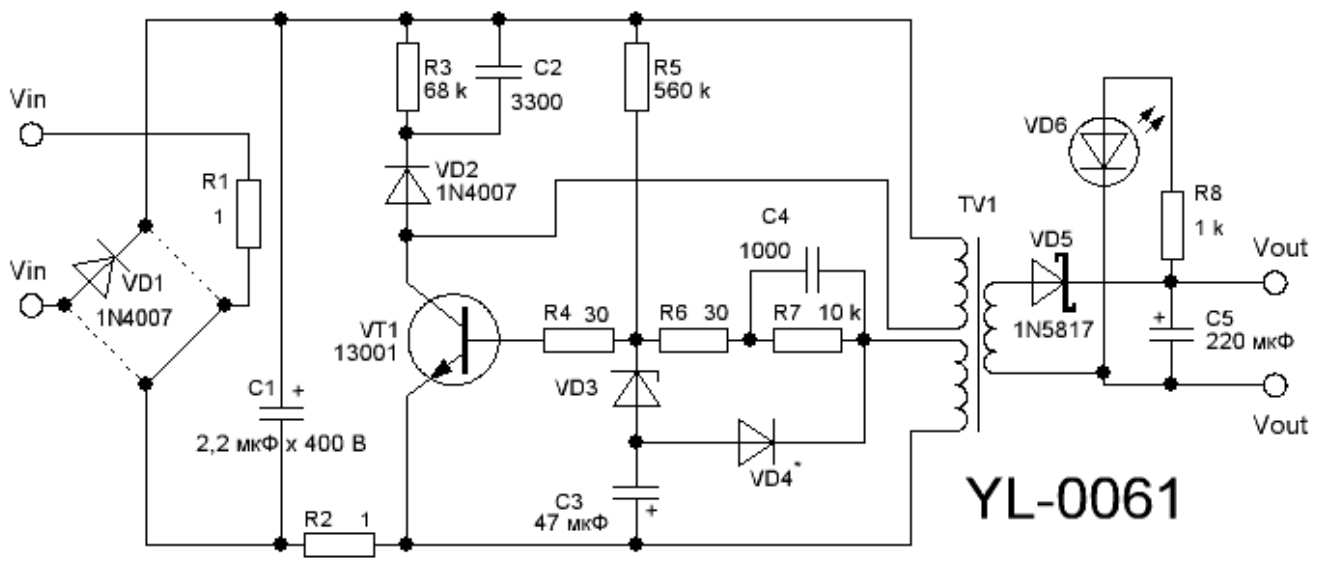 Vin
Vin
R1
1
VD1
1N4007
C1
+
2,2 мкФ x 400 В
R2 1
R3
68 k
C2
3300
VD2
1N4007
VT1
13001
R4 30
R5
560 k
R6 30
C4
1000
R7 10 k
VD3
VD4*
C3
47 мкФ
+
TV1
VD6
R8
1 k
VD5
1N5817
+
C5
220 мкФ
Vout
Vout
YL-0061